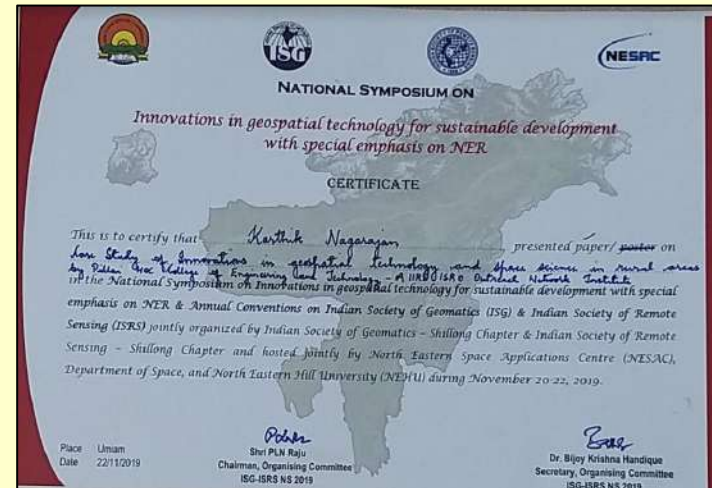 ISG
NESAC
NATIONAL SYMPOSIUM ON
Innovations in geospatial technology for sustainable development
with special emphasis on NER
CERTIFICATE
This is to certify that Karthik Nagarajan, presented paper/ poster on
Case Study of Innovations in geospatial technology and space science in rural areas
by Pillai HOC College of Engineering and Technology - A IIRS/ISRO Outreach Network Institute
in the National Symposium on Innovations in geospatial technology for sustainable development with special
emphasis on NER & Annual Conventions on Indian Society of Geomatics (ISG) & Indian Society of Remote
Sensing (ISRS) jointly organized by Indian Society of Geomatics – Shillong Chapter & Indian Society of Remote
Sensing – Shillong Chapter and hosted jointly by North Eastern Space Applications Centre (NESAC),
Department of Space, and North Eastern Hill University (NEHU) during November 20-22, 2019.
Place Umiam
Date 22/11/2019
Shri PLN Raju
Chairman, Organising Committee
ISG-ISRS NS 2019
Dr. Bijoy Krishna Handique
Secretary, Organising Committee
ISG-ISRS NS 2019